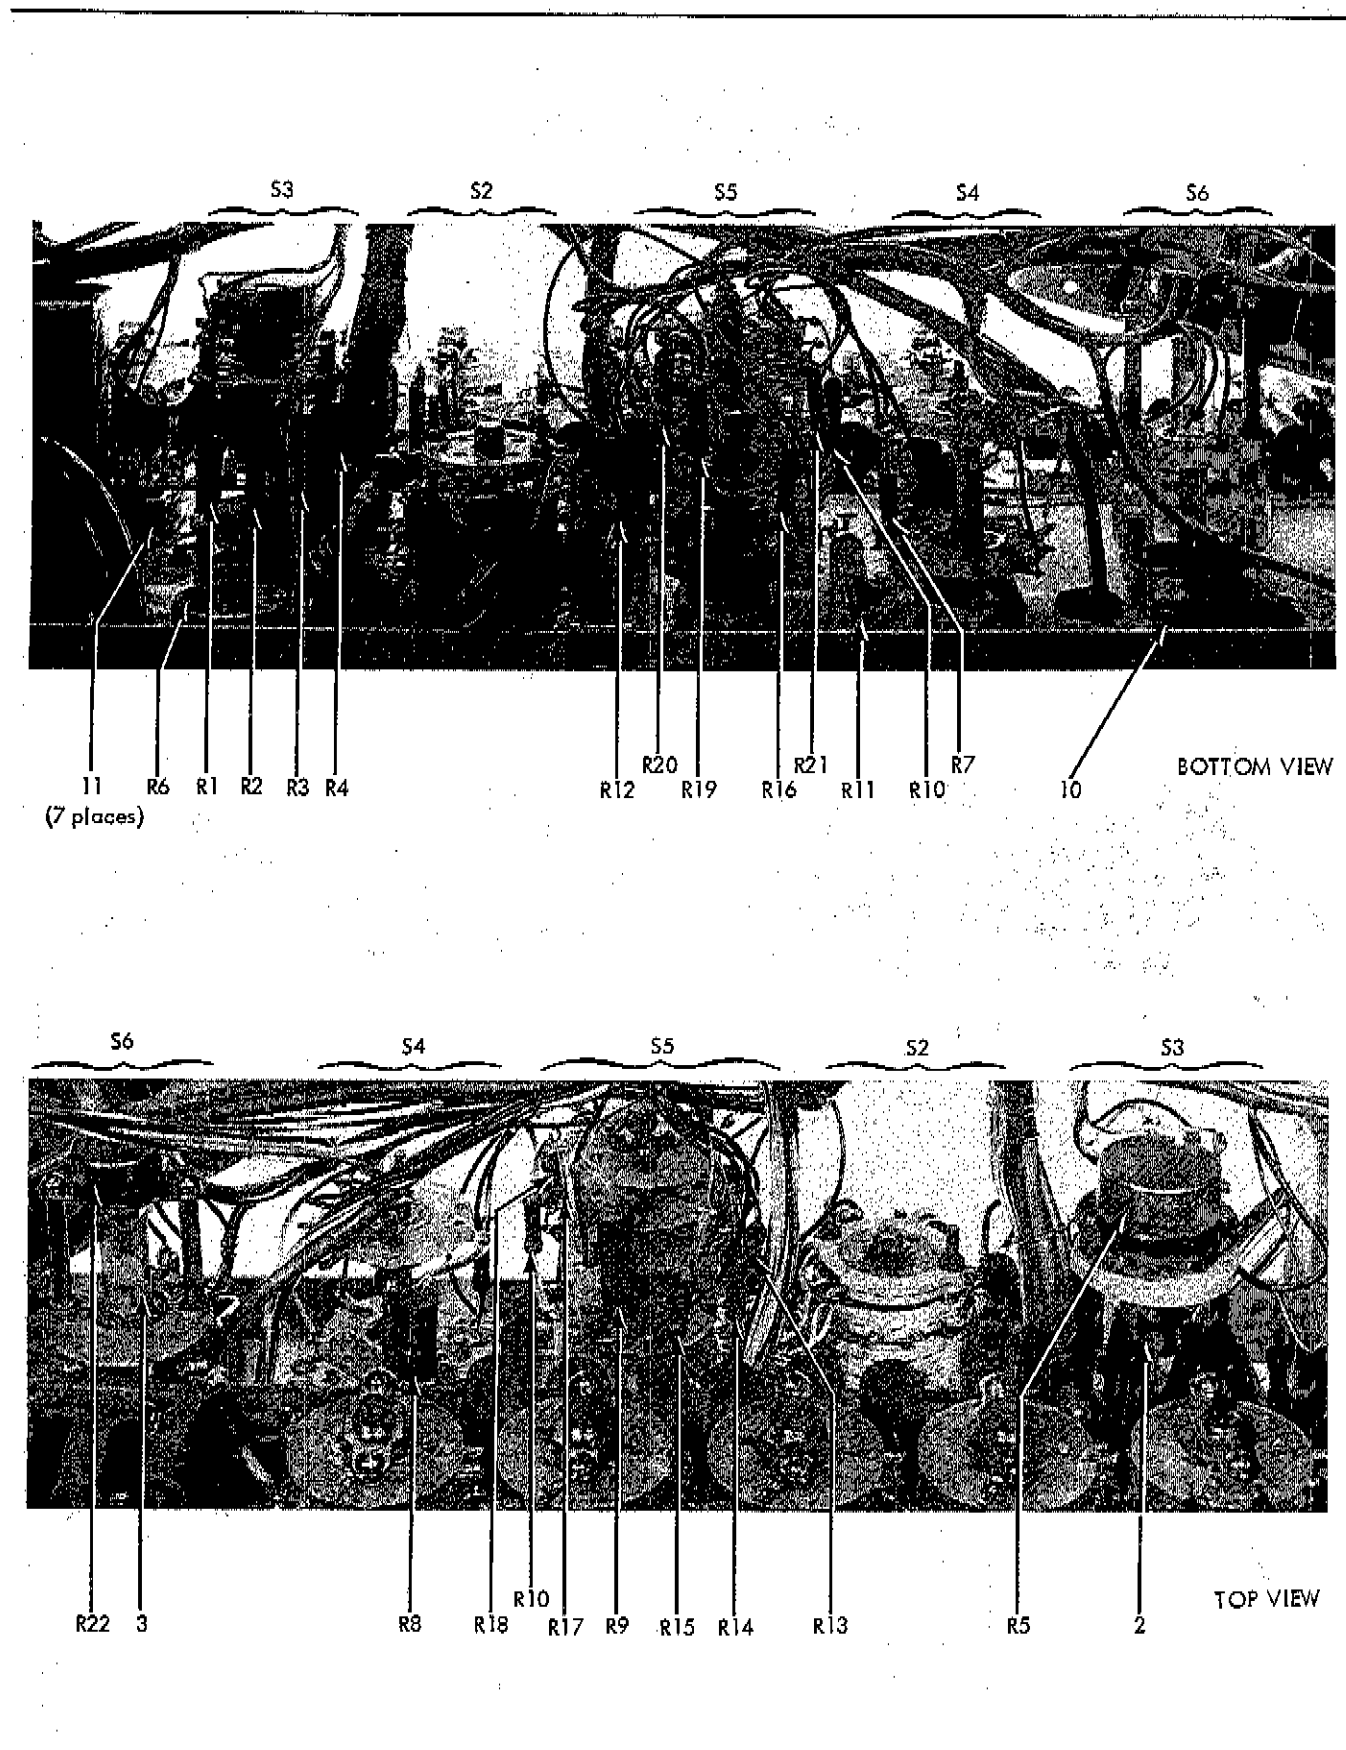 S3 S2 S5 S4 S6
R20 R21 R7
BOTTOM VIEW
11 R6 R1 R2 R3 R4 R12 R19 R16 R11 R10 10
(7 places)
S6 S4 S5 S2 S3
R10
TOP VIEW
R22 3 R8 R18 R17 R9 R15 R14 R13 R5 2